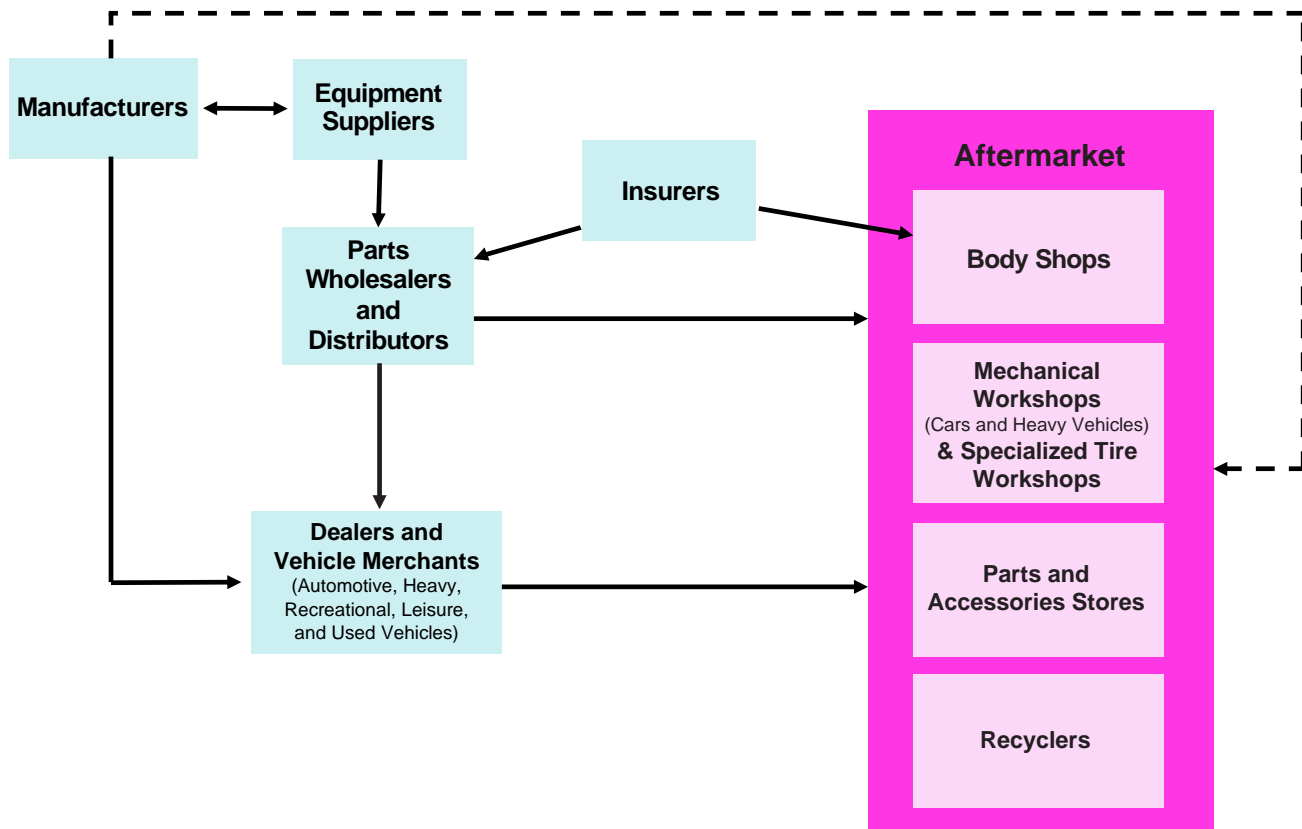 Manufacturers
Equipment
Suppliers
Insurers
Parts
Wholesalers
and
Distributors
Dealers and
Vehicle Merchants
(Automotive, Heavy,
Recreational, Leisure,
and Used Vehicles)
Aftermarket
Body Shops
Mechanical
Workshops
(Cars and Heavy Vehicles)
& Specialized Tire
Workshops
Parts and
Accessories Stores
Recyclers